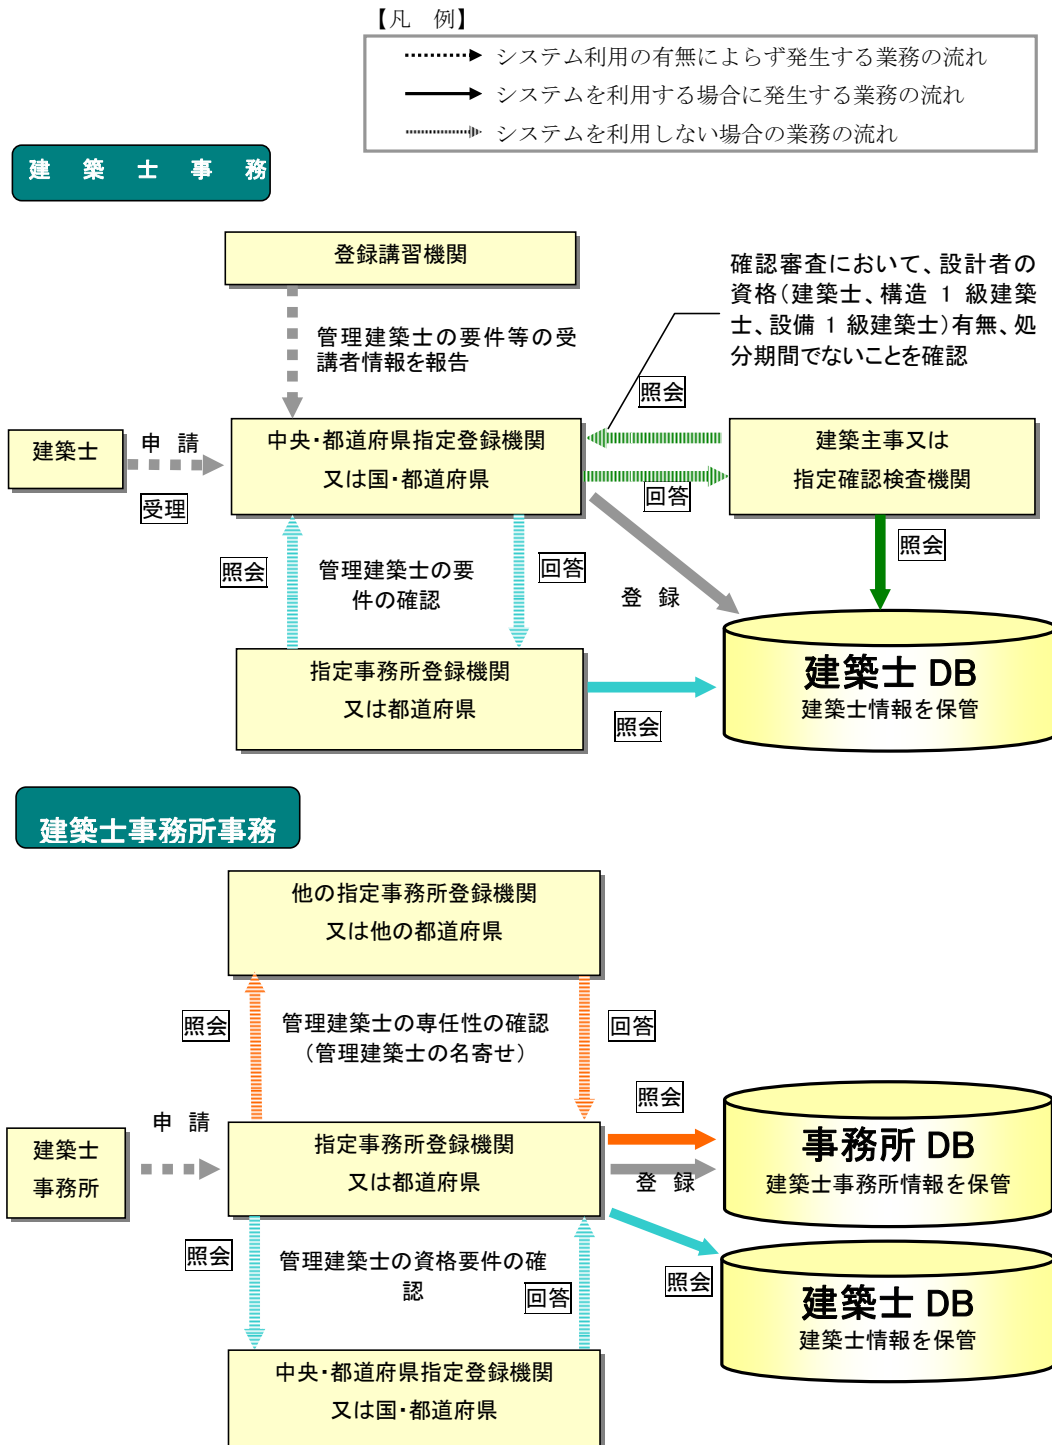 【凡　例】
システム利用の有無によらず発生する業務の流れ
システムを利用する場合に発生する業務の流れ
システムを利用しない場合の業務の流れ
建　築　士　事　務
登録講習機関
管理建築士の要件等の受
講者情報を報告
確認審査において、設計者の
資格（建築士、構造 1 級建築
士、設備 1 級建築士）有無、処
分期間でないことを確認
照会
建築士
申 請
受理
中央・都道府県指定登録機関
又は国・都道府県
建築主事又は
指定確認検査機関
回答
照会
照会
管理建築士の要
件の確認
回答
登 録
指定事務所登録機関
又は都道府県
照会
建築士 DB
建築士情報を保管
建築士事務所事務
他の指定事務所登録機関
又は他の都道府県
照会
管理建築士の専任性の確認
（管理建築士の名寄せ）
回答
照会
申 請
建築士
事務所
指定事務所登録機関
又は都道府県
登 録
事務所 DB
建築士事務所情報を保管
照会
管理建築士の資格要件の確
認
回答
照会
建築士 DB
建築士情報を保管
中央・都道府県指定登録機関
又は国・都道府県